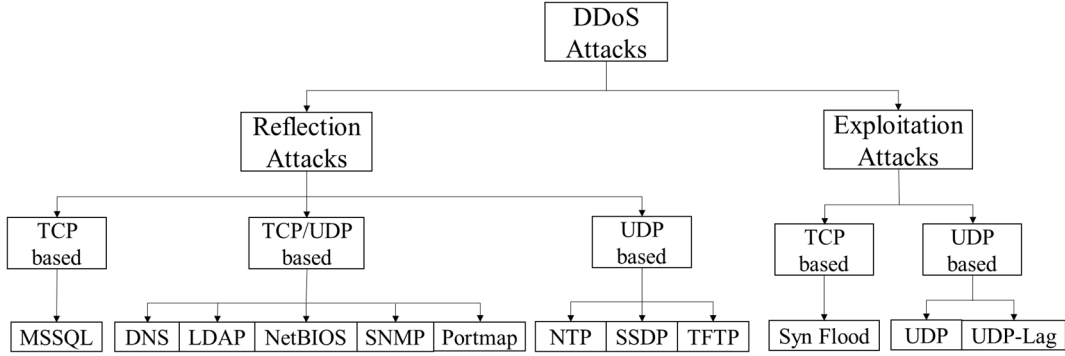 DDoS
Attacks
Reflection
Attacks
Exploitation
Attacks
TCP
based
TCP/UDP
based
UDP
based
TCP
based
UDP
based
MSSQL
DNS
LDAP
NetBIOS
SNMP
Portmap
NTP
SSDP
TFTP
Syn Flood
UDP
UDP-Lag